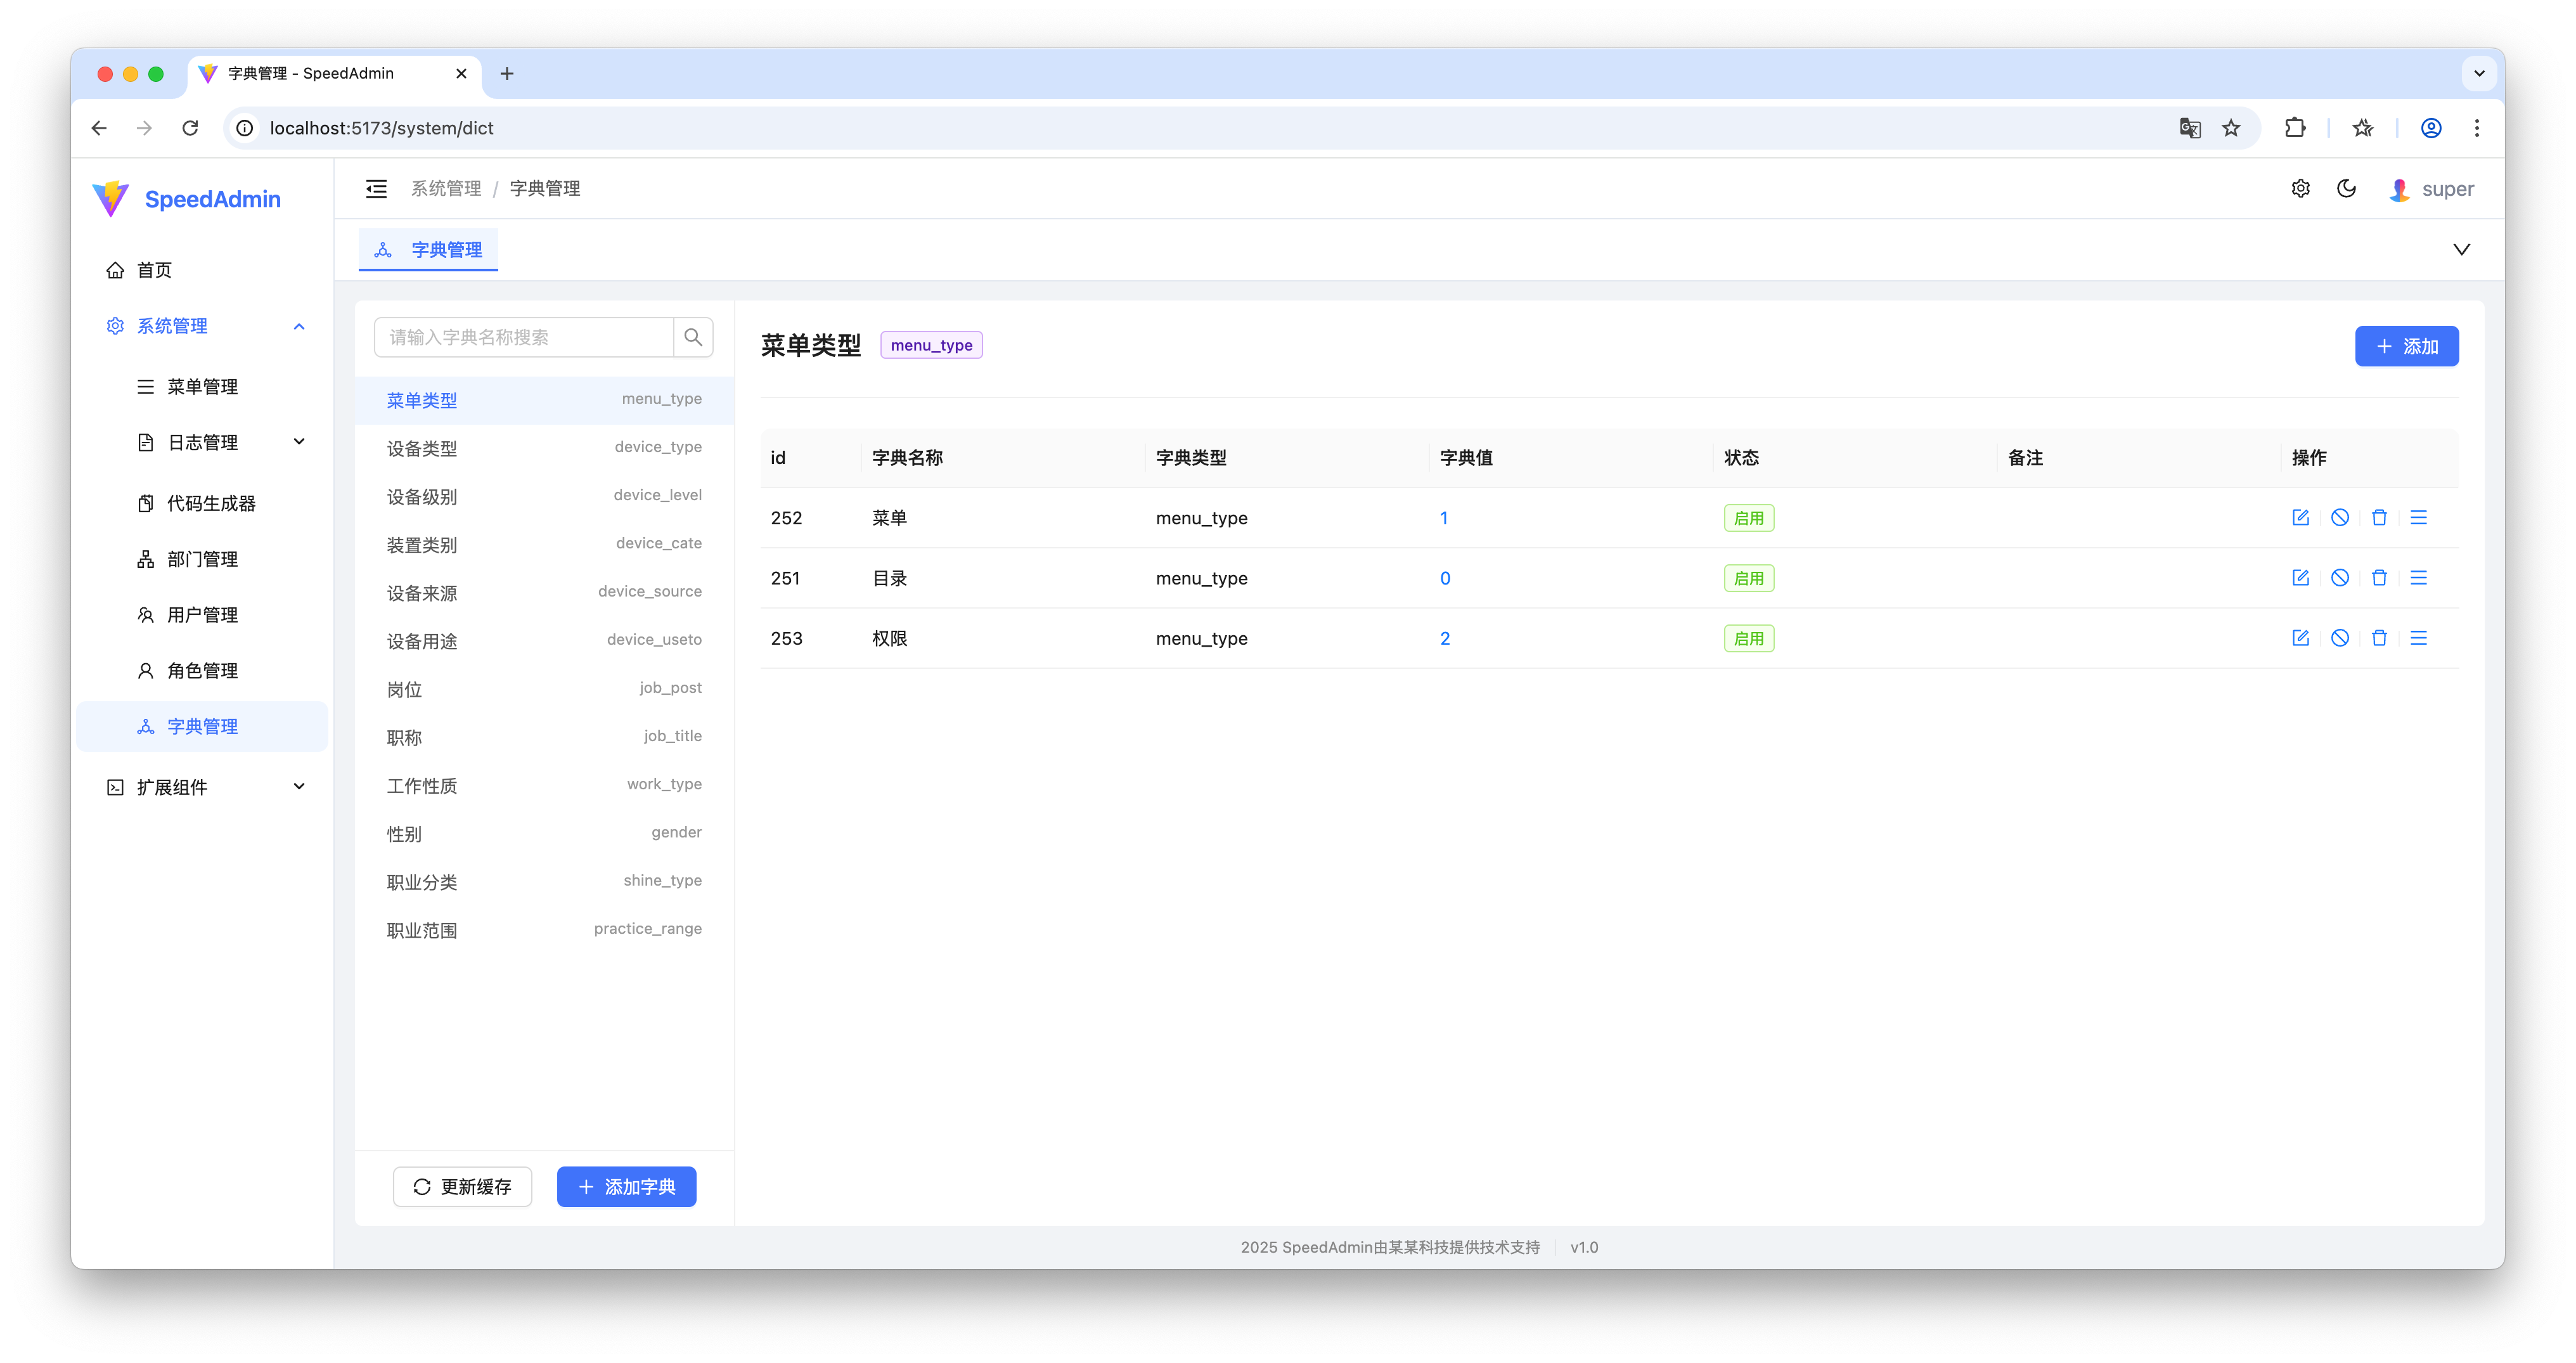 字典管理 - SpeedAdmin
localhost:5173/system/dict
SpeedAdmin
系统管理 / 字典管理
super
字典管理
首页
系统管理
菜单管理
日志管理
代码生成器
部门管理
用户管理
角色管理
字典管理
扩展组件
请输入字典名称搜索
菜单类型 menu_type
设备类型 device_type
设备级别 device_level
装置类别 device_cate
设备来源 device_source
设备用途 device_useto
岗位 job_post
职称 job_title
工作性质 work_type
性别 gender
职业分类 shine_type
职业范围 practice_range
更新缓存 添加字典
菜单类型 menu_type 添加
id 字典名称 字典类型 字典值 状态 备注 操作
252 菜单 menu_type 1 启用
251 目录 menu_type 0 启用
253 权限 menu_type 2 启用
2025 SpeedAdmin由某某科技提供技术支持 v1.0